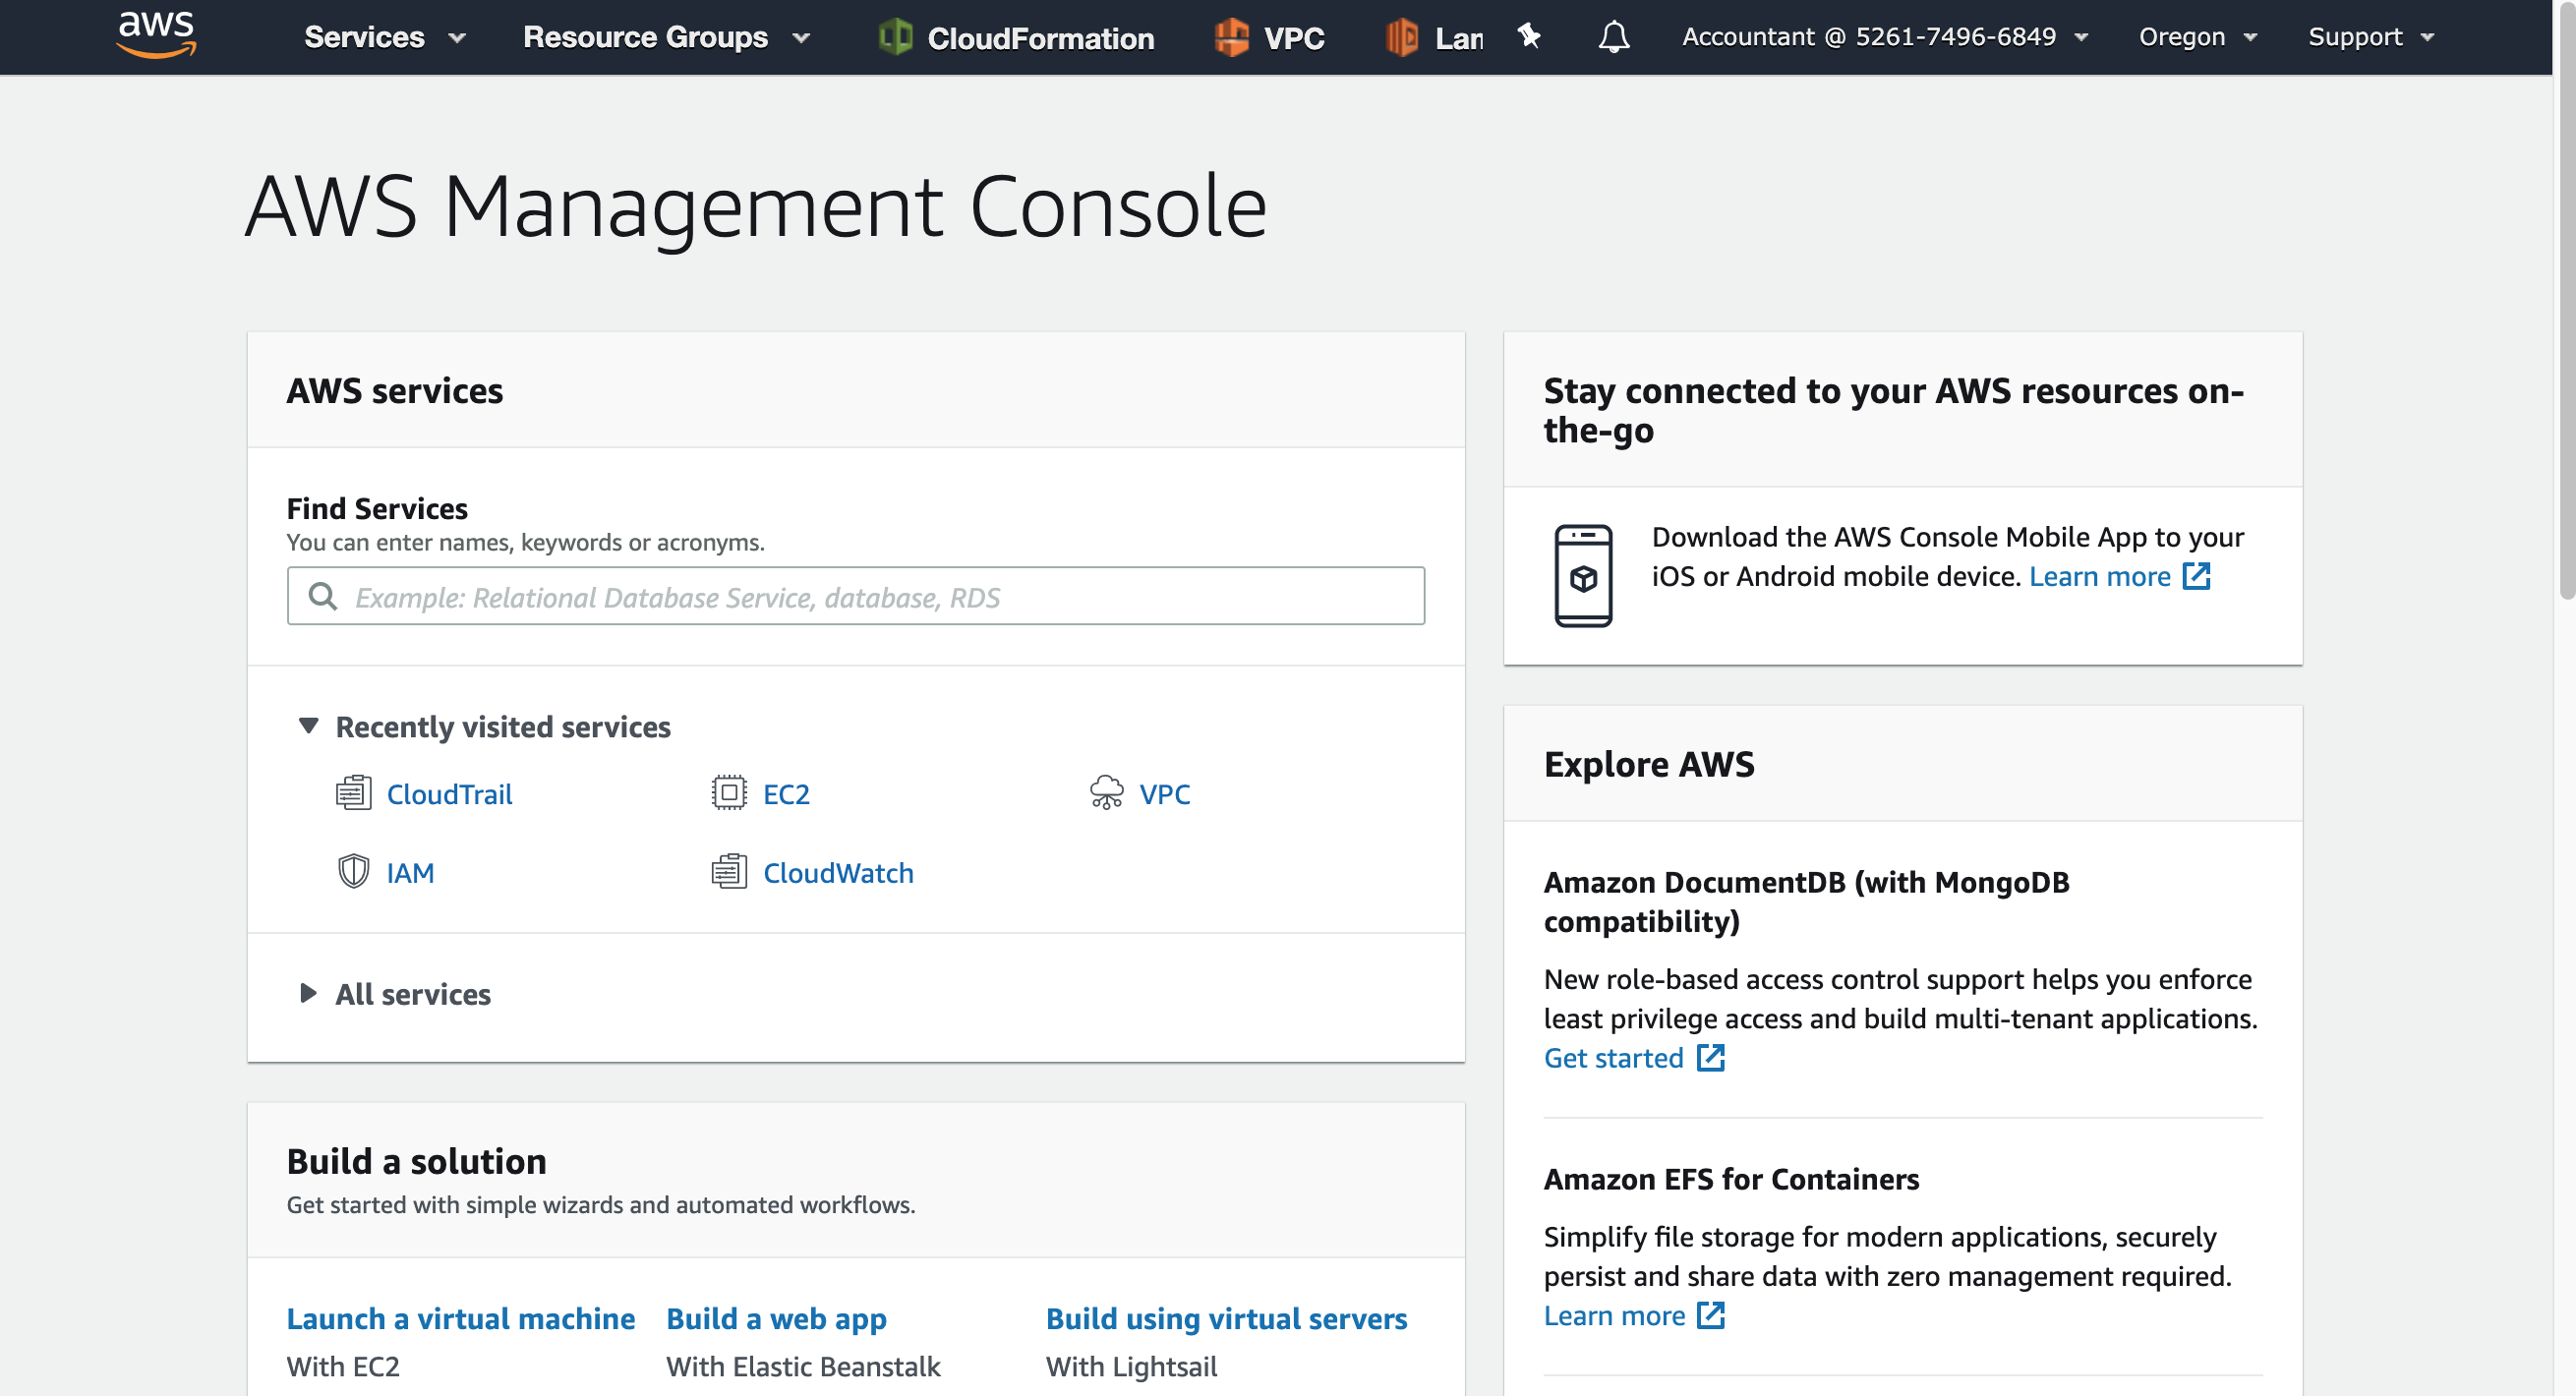 aws Services Resource Groups CloudFormation VPC Accountant @ 5261-7496-6849 Oregon Support
AWS Management Console
AWS services
Find Services
You can enter names, keywords or acronyms.
Example: Relational Database Service, database, RDS
Recently visited services
CloudTrail EC2 VPC
IAM CloudWatch
All services
Build a solution
Get started with simple wizards and automated workflows.
Launch a virtual machine Build a web app Build using virtual servers
With EC2 With Elastic Beanstalk With Lightsail
Stay connected to your AWS resources on-
the-go
Download the AWS Console Mobile App to your
iOS or Android mobile device. Learn more
Explore AWS
Amazon DocumentDB (with MongoDB
compatibility)
New role-based access control support helps you enforce
least privilege access and build multi-tenant applications.
Get started
Amazon EFS for Containers
Simplify file storage for modern applications, securely
persist and share data with zero management required.
Learn more